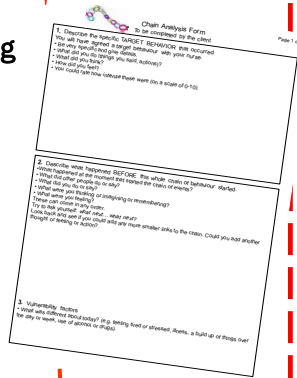 g
Chain Analysis Form
To be completed by the client
Page 1 o
1. Describe the specific TARGET BEHAVIOR that occurred.
You will have agreed a target behaviour with your nurse.
• Be very specific and give details.
• What did you do (things you said, actions)?
• What did you think?
• How did you feel?
• You could rate how intense these were (on a scale of 0-10).
2. Describe what happened BEFORE this whole chain of behaviour started.
• What happened at the moment that started the chain of events?
• What did other people do or say?
• What did you do or say?
• What were you thinking or imagining or remembering?
• What were you feeling?
These can come in any order.
Try to ask yourself what next... what next?
Look back and see if you could add any more smaller links to the chain. Could you add another
thought, or feeling or action?
3. Vulnerability factors
• What was different about today? (e.g. feeling tired or stressed, illness, a build up of things over
the day or week, use of alcohol or drugs).